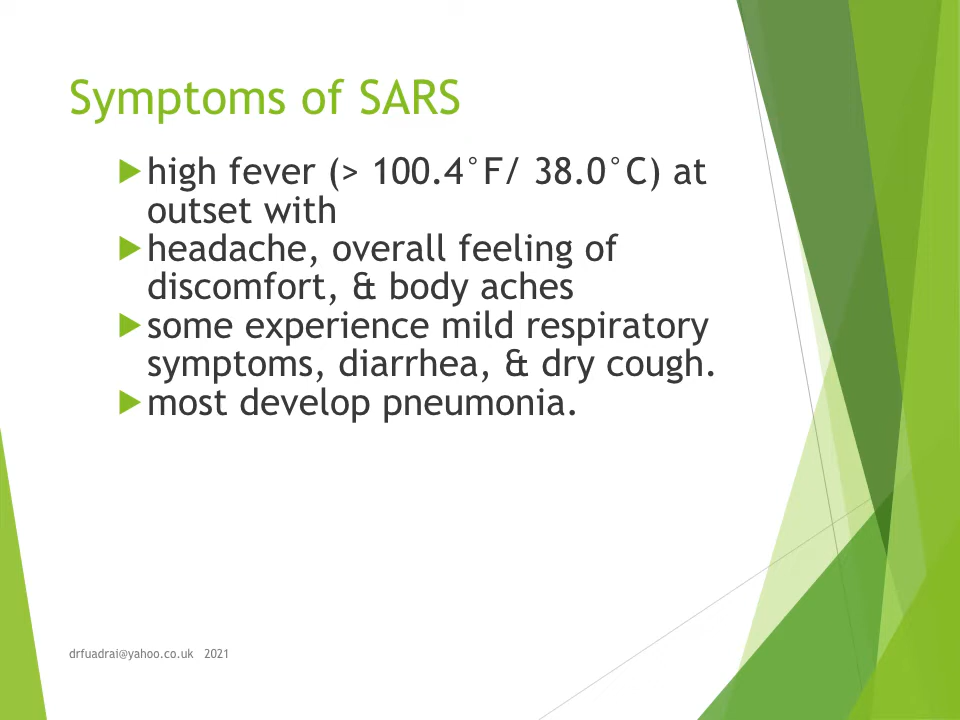 Symptoms of SARS
high fever (> 100.4°F/ 38.0°C) at
outset with
headache, overall feeling of
discomfort, & body aches
some experience mild respiratory
symptoms, diarrhea, & dry cough.
most develop pneumonia.
drfuadrai@yahoo.co.uk 2021